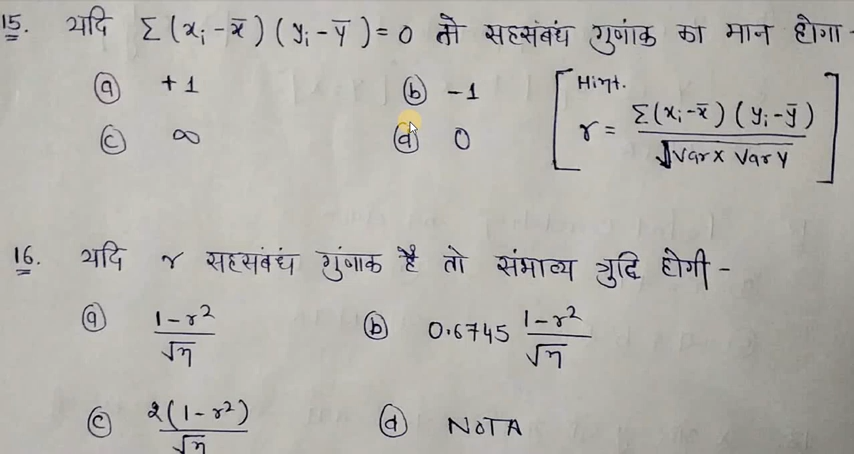 15. यदि Σ(xᵢ-x̄)(yᵢ-ȳ)=0 तो सहसंबंध गुणांक का मान होगा-
(a) +1 (b) -1
(c) ∞ (d) 0
[Hint. r = Σ(xᵢ-x̄)(yᵢ-ȳ) / √Var x Var y]
16. यदि r सहसबंध गुंणाक है तो संभाव्य त्रुटि होगी-
(a) 1-r² / √n (b) 0.6745 1-r² / √n
(c) 2(1-r²) / √n (d) NOTA